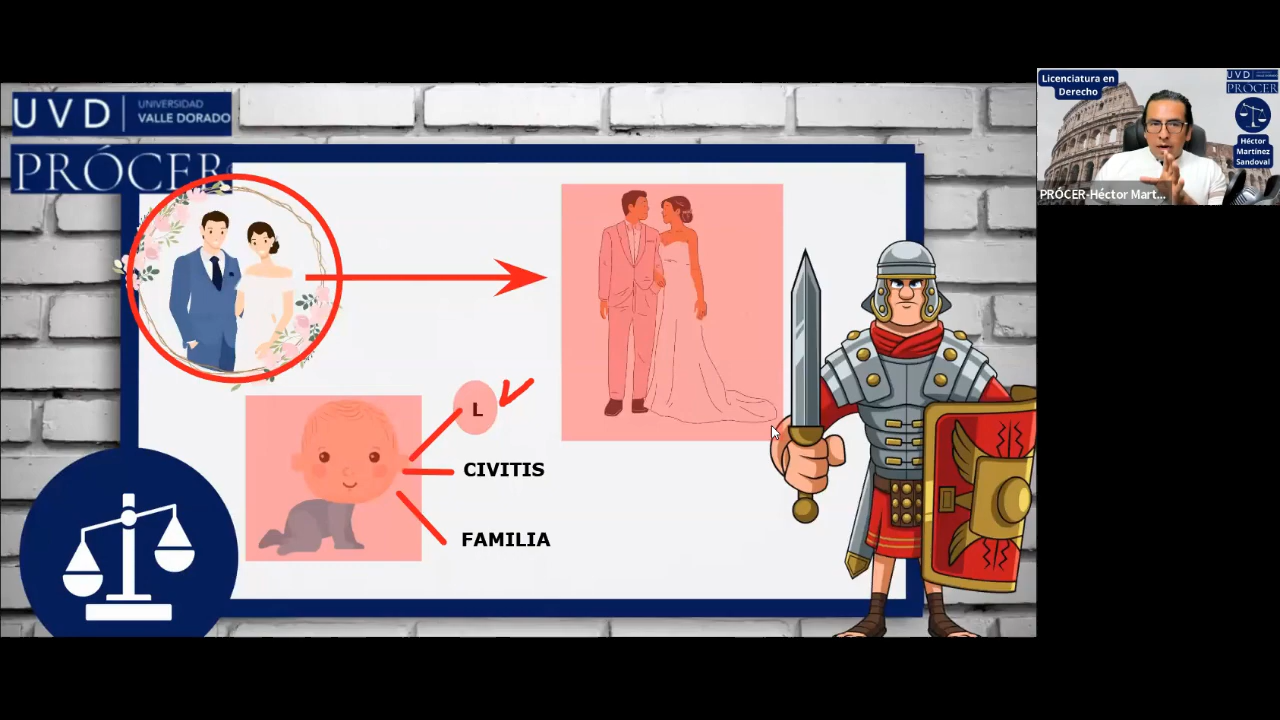 UVD
UNIVERSIDAD
VALLE DORADO
PRÓCER
L
CIVITIS
FAMILIA
Licenciatura en
Derecho
UVD
PRÓCER
Héctor
Martínez
Sandoval
PRÓCER-Héctor Mart...